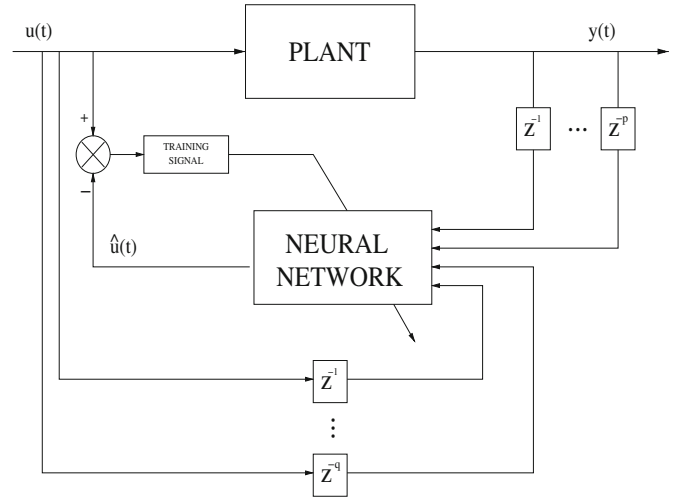 u(t)
PLANT
y(t)
+
z⁻¹
...
z⁻ᵖ
TRAINING
SIGNAL
−
û(t)
NEURAL
NETWORK
z⁻¹
⋮
z⁻q